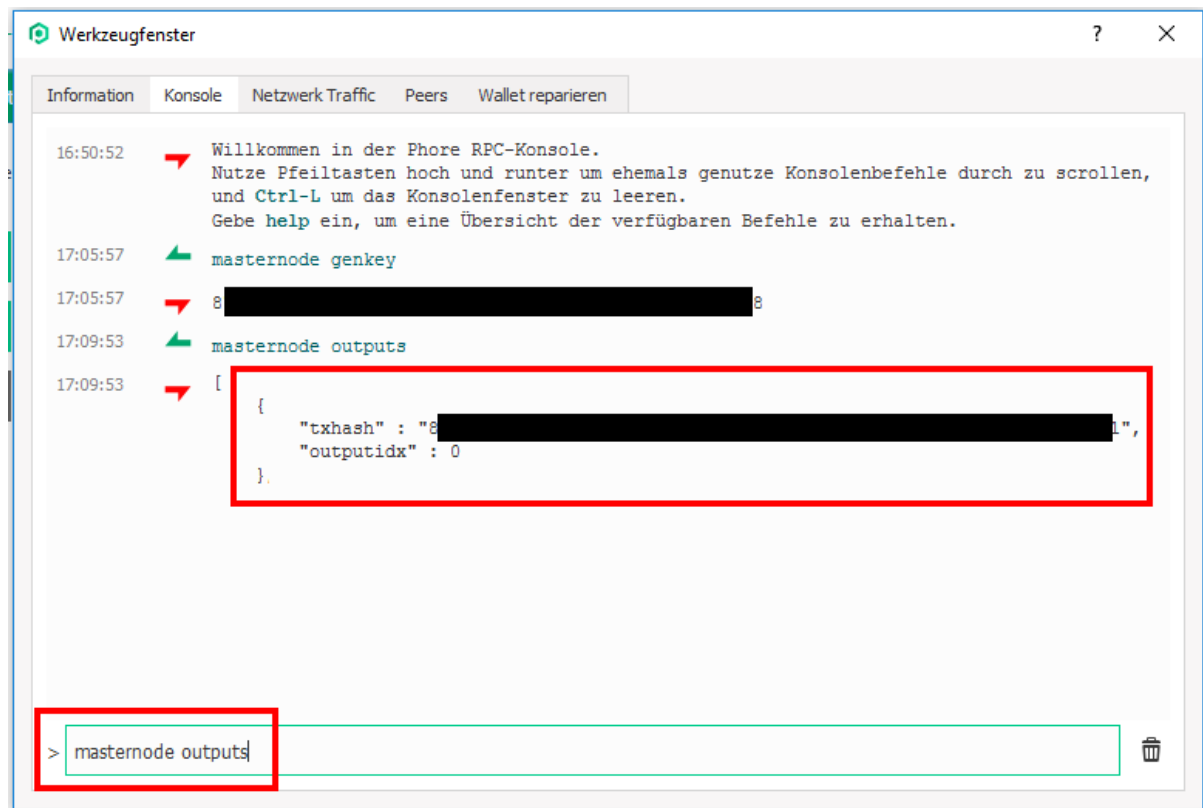 Werkzeugfenster ?
Information Konsole Netzwerk Traffic Peers Wallet reparieren
16:50:52 Willkommen in der Phore RPC-Konsole.
Nutze Pfeiltasten hoch und runter um ehemals genutze Konsolenbefehle durch zu scrollen,
und Ctrl-L um das Konsolenfenster zu leeren.
Gebe help ein, um eine Übersicht der verfügbaren Befehle zu erhalten.
17:05:57 masternode genkey
17:05:57 8 8
17:09:53 masternode outputs
17:09:53 [
{
"txhash" : "8 1",
"outputidx" : 0
}
> masternode outputs